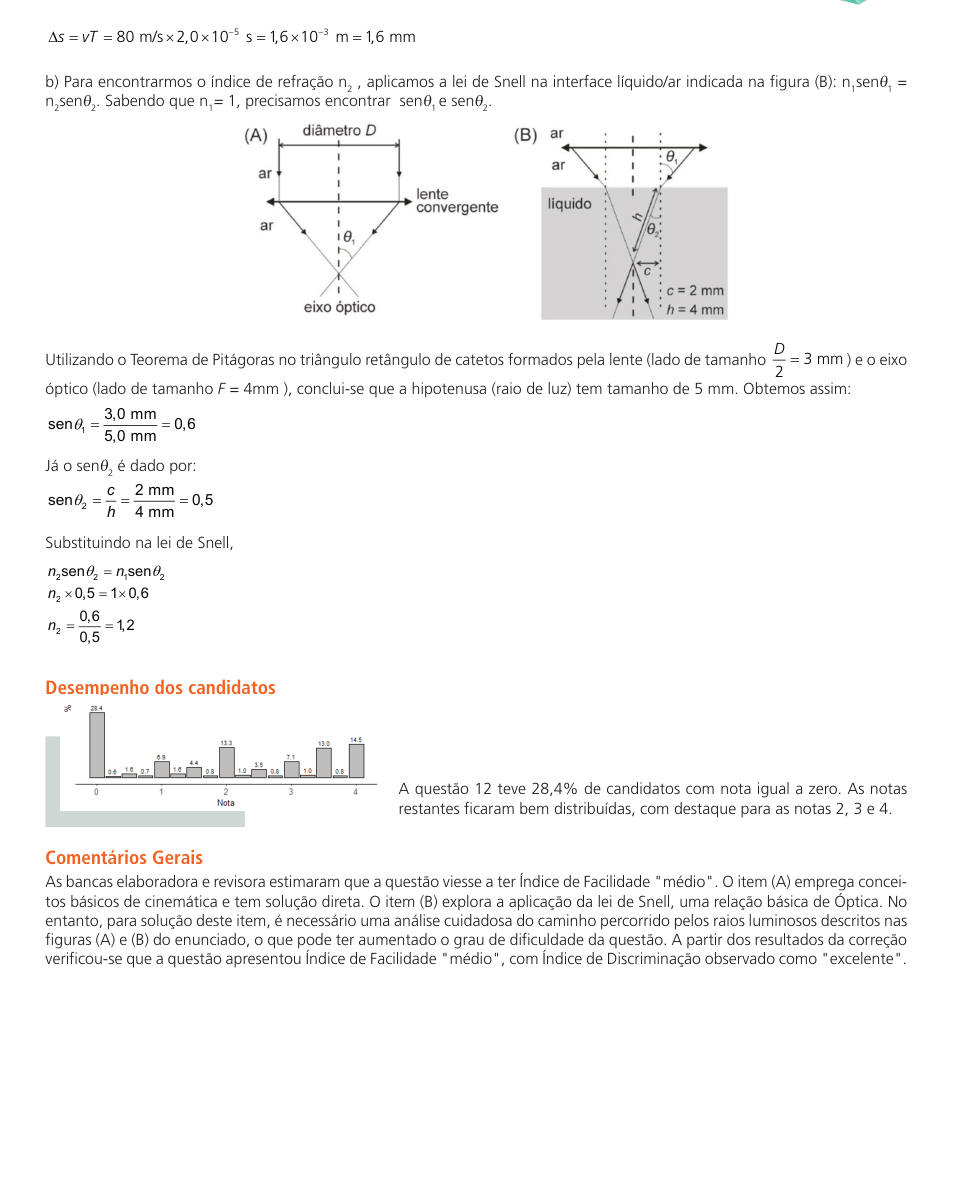 Δs = vT = 80 m/s × 2,0 × 10⁻⁵ s = 1,6 × 10⁻³ m = 1,6 mm
b) Para encontrarmos o índice de refração n₂ , aplicamos a lei de Snell na interface líquido/ar indicada na figura (B): n₁senθ₁ =
n₂senθ₂. Sabendo que n₁= 1, precisamos encontrar senθ₁ e senθ₂.
(A)
diâmetro D
ar
lente
convergente
ar
θ₁
eixo óptico
(B)
ar
ar
θ₁
líquido
h
θ₂
c
c = 2 mm
h = 4 mm
Utilizando o Teorema de Pitágoras no triângulo retângulo de catetos formados pela lente (lado de tamanho D/2 = 3 mm ) e o eixo
óptico (lado de tamanho F = 4mm ), conclui-se que a hipotenusa (raio de luz) tem tamanho de 5 mm. Obtemos assim:
senθ₁ = 3,0 mm/5,0 mm = 0,6
Já o senθ₂ é dado por:
senθ₂ = c/h = 2 mm/4 mm = 0,5
Substituindo na lei de Snell,
n₂senθ₂ = n₁senθ₂
n₂ × 0,5 = 1 × 0,6
n₂ = 0,6/0,5 = 1,2
Desempenho dos candidatos
%
28.4 0.6 1.6 0.7 6.9 1.6 4.4 0.8 13.3 1.0 3.5 0.8 7.1 1.0 13.0 0.8 14.5
0 1 2 3 4
Nota
A questão 12 teve 28,4% de candidatos com nota igual a zero. As notas
restantes ficaram bem distribuídas, com destaque para as notas 2, 3 e 4.
Comentários Gerais
As bancas elaboradora e revisora estimaram que a questão viesse a ter Índice de Facilidade "médio". O item (A) emprega concei-
tos básicos de cinemática e tem solução direta. O item (B) explora a aplicação da lei de Snell, uma relação básica de Óptica. No
entanto, para solução deste item, é necessário uma análise cuidadosa do caminho percorrido pelos raios luminosos descritos nas
figuras (A) e (B) do enunciado, o que pode ter aumentado o grau de dificuldade da questão. A partir dos resultados da correção
verificou-se que a questão apresentou Índice de Facilidade "médio", com Índice de Discriminação observado como "excelente".